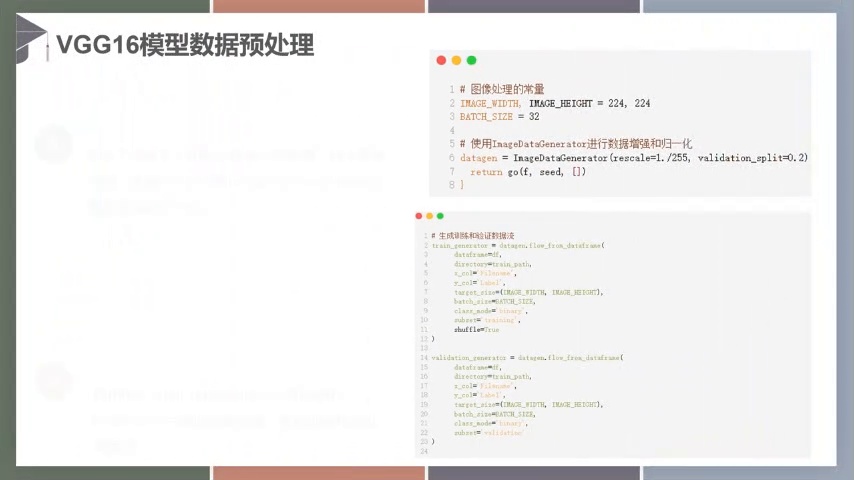 VGG16模型数据预处理
1 # 图像处理的常量
2 IMAGE_WIDTH, IMAGE_HEIGHT = 224, 224
3 BATCH_SIZE = 32
4
5 # 使用ImageDataGenerator进行数据增强和归一化
6 datagen = ImageDataGenerator(rescale=1./255, validation_split=0.2)
7 return go(f, seed, [])
8 }
1 # 生成训练和验证数据流
2 train_generator = datagen.flow_from_dataframe(
3 dataframe=df,
4 directory=train_path,
5 x_col='Filename',
6 y_col='Label',
7 target_size=(IMAGE_WIDTH, IMAGE_HEIGHT),
8 batch_size=BATCH_SIZE,
9 class_mode='binary',
10 subset='training',
11 shuffle=True
12 )
13
14 validation_generator = datagen.flow_from_dataframe(
15 dataframe=df,
16 directory=train_path,
17 x_col='Filename',
18 y_col='Label',
19 target_size=(IMAGE_WIDTH, IMAGE_HEIGHT),
20 batch_size=BATCH_SIZE,
21 class_mode='binary',
22 subset='validation'
23 )
24